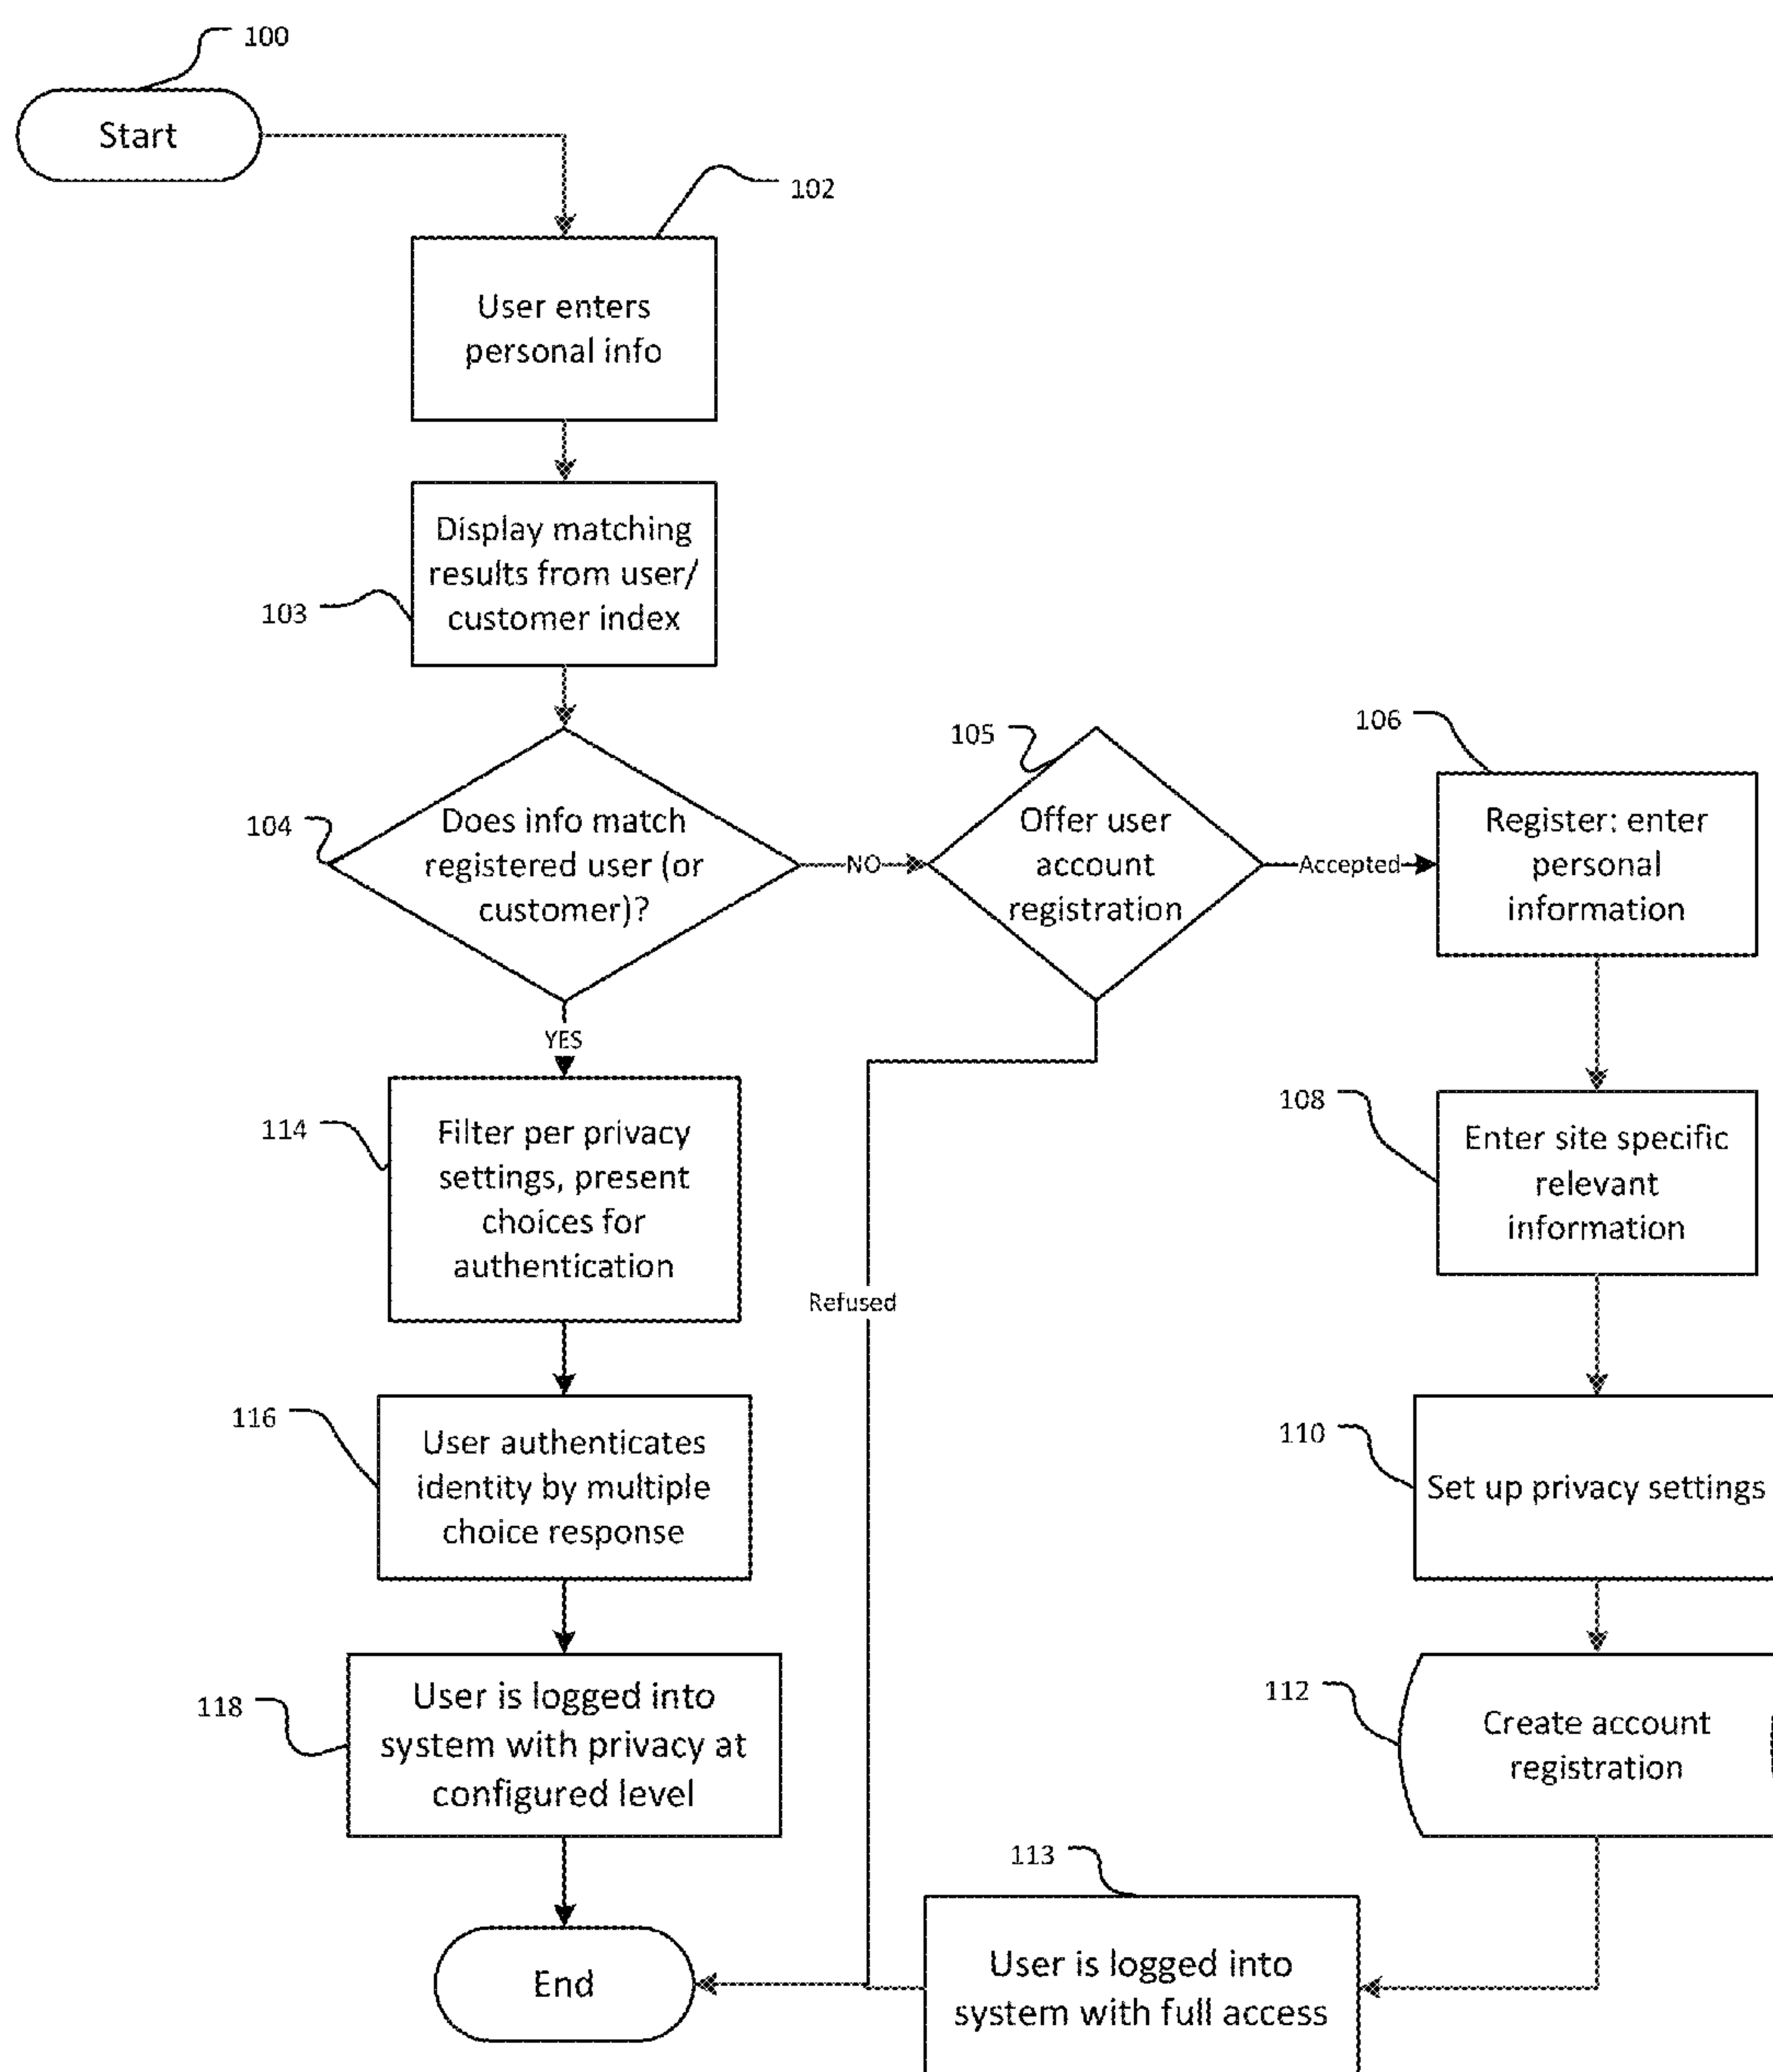 100
Start
102
User enters
personal info
Display matching
results from user/
customer index
103
104
Does info match
registered user (or
customer)?
NO
105
Offer user
account
registration
Accepted
106
Register: enter
personal
information
YES
114
Filter per privacy
settings, present
choices for
authentication
Refused
108
Enter site specific
relevant
information
116
User authenticates
identity by multiple
choice response
110
Set up privacy settings
118
User is logged into
system with privacy at
configured level
112
Create account
registration
113
User is logged into
system with full access
End